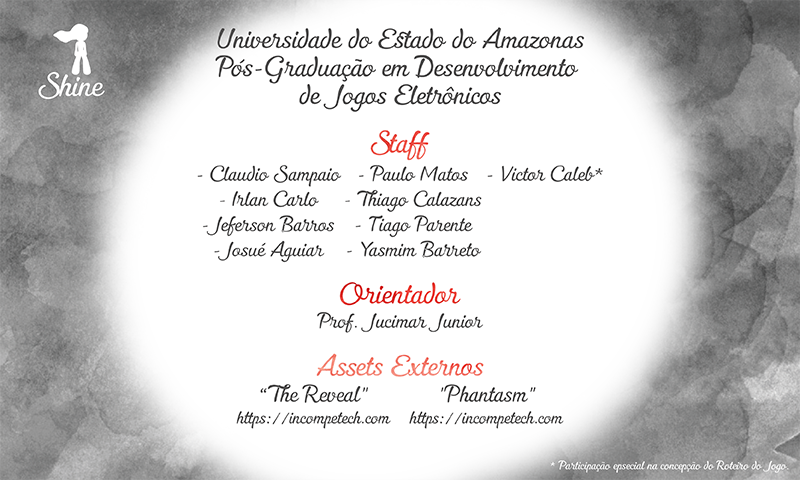 Shine
Universidade do Estado do Amazonas
Pós-Graduação em Desenvolvimento
de Jogos Eletrônicos
Staff
- Claudio Sampaio - Paulo Matos - Victor Caleb*
- Irlan Carlo - Thiago Calazans
- Jeferson Barros - Tiago Parente
- Josué Aguiar - Yasmim Barreto
Orientador
Prof. Jucimar Junior
Assets Externos
“The Reveal" "Phantasm"
https://incompetech.com https://incompetech.com
* Participação epsecial na concepção do Roteiro do Jogo